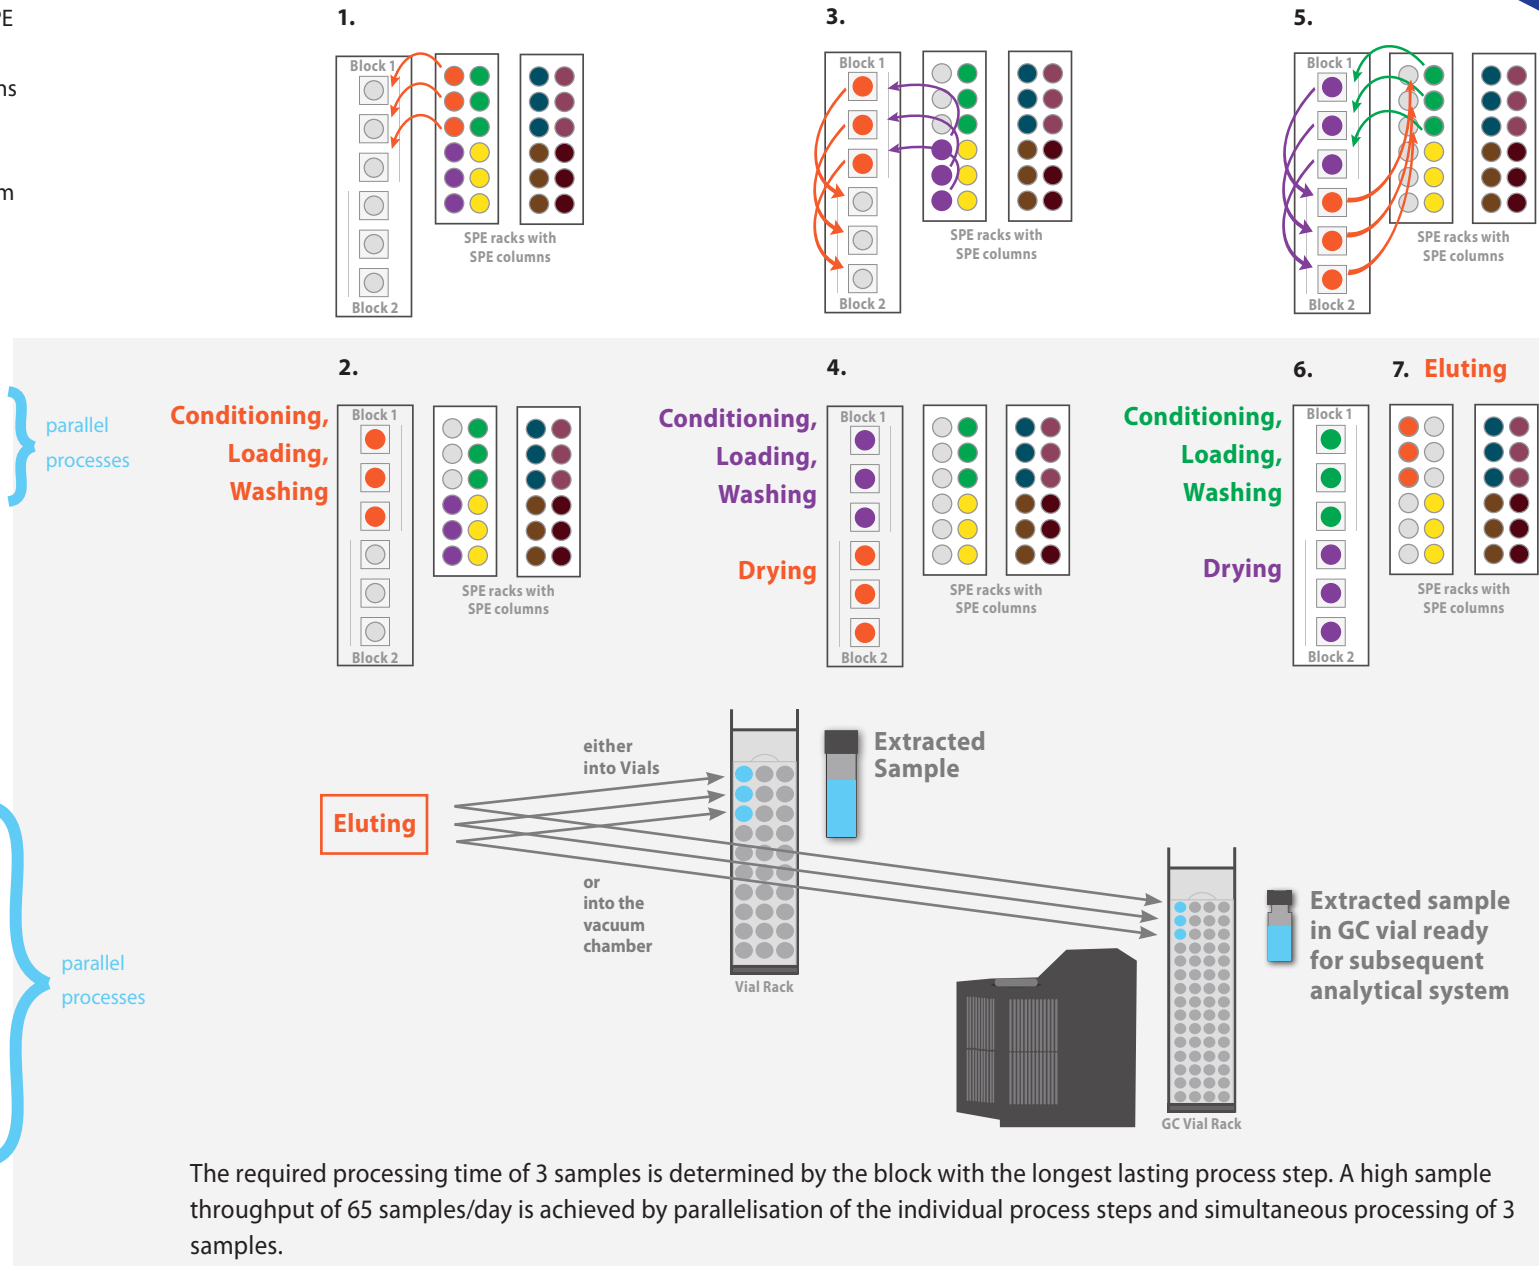 PE
ns
m
1.
Block 1
Block 2
SPE racks with
SPE columns
3.
Block 1
Block 2
SPE racks with
SPE columns
5.
Block 1
Block 2
SPE racks with
SPE columns
parallel
processes
2.
Conditioning,
Loading,
Washing
Block 1
Block 2
SPE racks with
SPE columns
4.
Conditioning,
Loading,
Washing
Drying
Block 1
Block 2
SPE racks with
SPE columns
6.
7. Eluting
Conditioning,
Loading,
Washing
Drying
Block 1
Block 2
SPE racks with
SPE columns
either
into Vials
Extracted
Sample
Eluting
or
into the
vacuum
chamber
Vial Rack
parallel
processes
Extracted sample
in GC vial ready
for subsequent
analytical system
GC Vial Rack
The required processing time of 3 samples is determined by the block with the longest lasting process step. A high sample
throughput of 65 samples/day is achieved by parallelisation of the individual process steps and simultaneous processing of 3
samples.